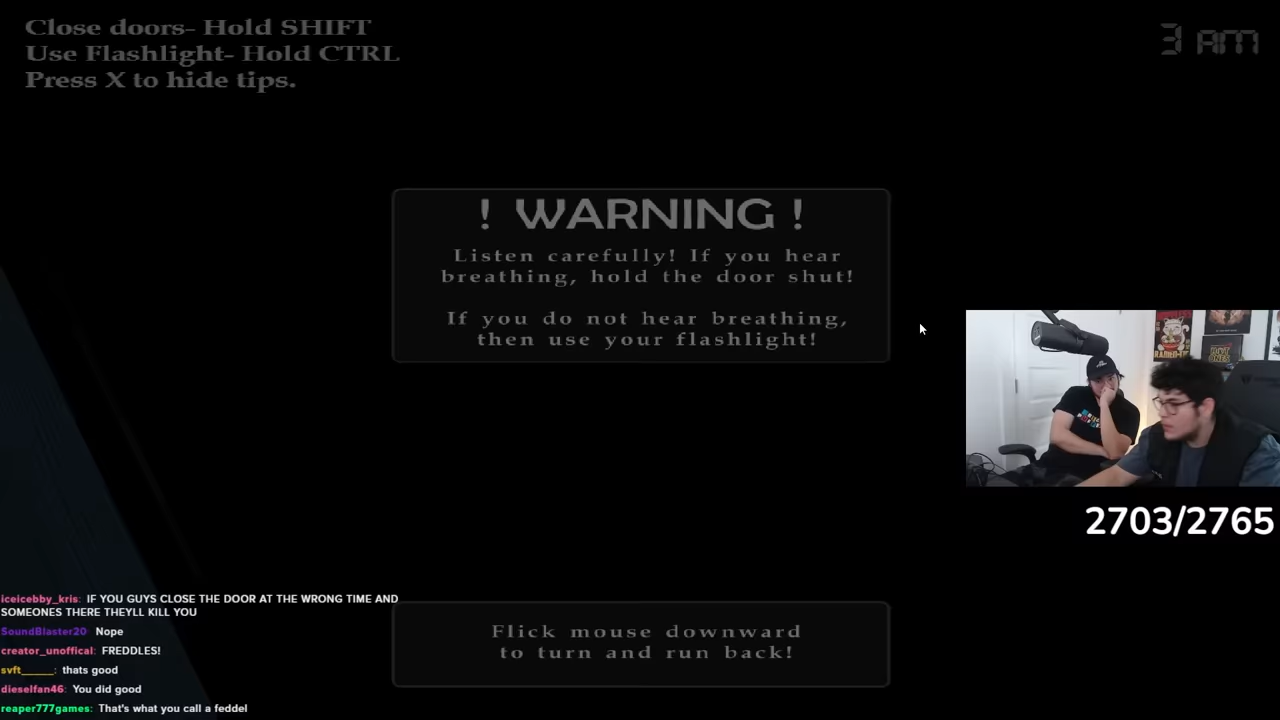 Close doors- Hold SHIFT
Use Flashlight- Hold CTRL
Press X to hide tips.
3 AM
! WARNING !
Listen carefully! If you hear
breathing, hold the door shut!
If you do not hear breathing,
then use your flashlight!
2703/2765
iceicebby_kris: IF YOU GUYS CLOSE THE DOOR AT THE WRONG TIME AND
SOMEONES THERE THEYLL KILL YOU
SoundBlaster20: Nope
creator_unoffical: FREDDLES!
svft_____: thats good
dieselfan46: You did good
reaper777games: That's what you call a feddel
Flick mouse downward
to turn and run back!